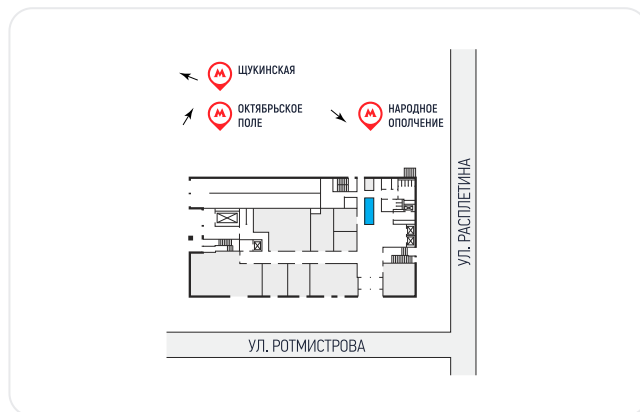 ЩУКИНСКАЯ
ОКТЯБРЬСКОЕ
ПОЛЕ
НАРОДНОЕ
ОПОЛЧЕНИЕ
УЛ. РАСПЛЕТИНА
УЛ. РОТМИСТРОВА